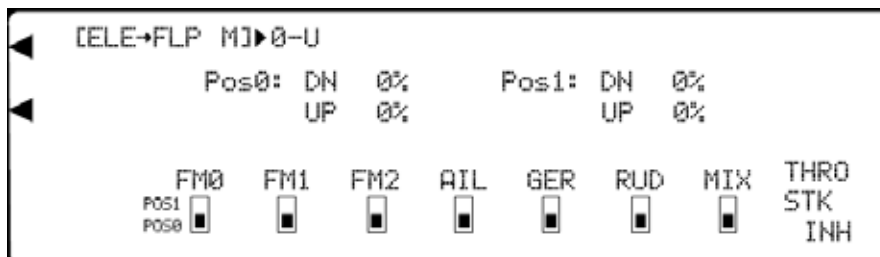 [ELE→FLP M]▶0-U
Pos0: DN 0% Pos1: DN 0%
UP 0% UP 0%
FM0 FM1 FM2 AIL GER RUD MIX THRO
POS1 STK
POS0 INH